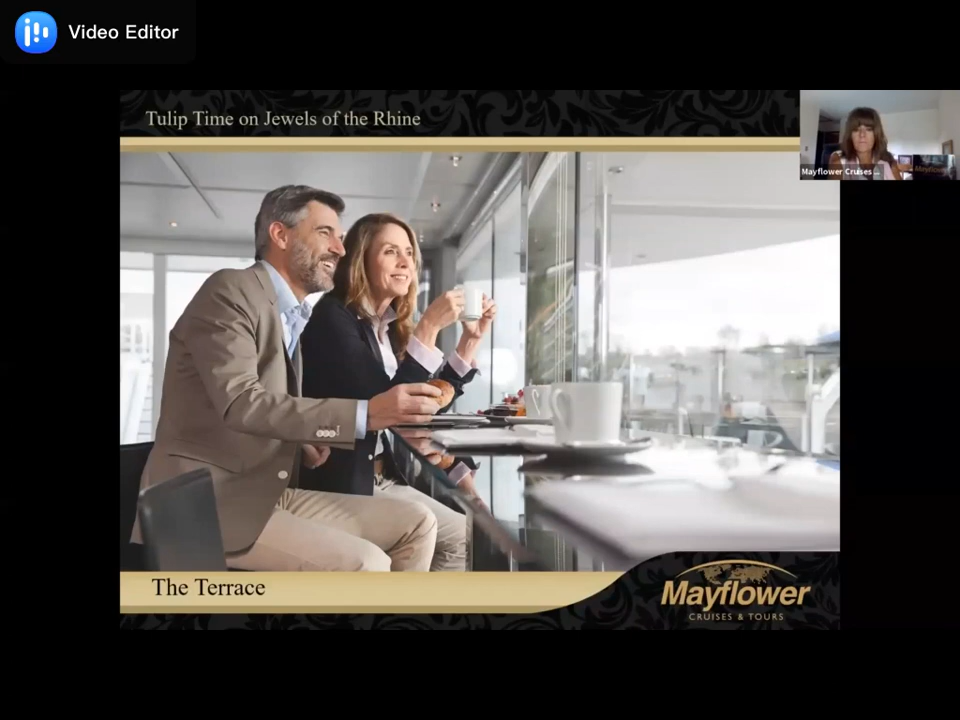 Video Editor
Tulip Time on Jewels of the Rhine
Mayflower Cruises ...
The Terrace
Mayflower
CRUISES & TOURS